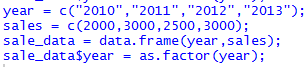 year = c("2010","2011","2012","2013");
sales = c(2000,3000,2500,3000);
sale_data = data.frame(year,sales);
sale_data$year = as.factor(year);